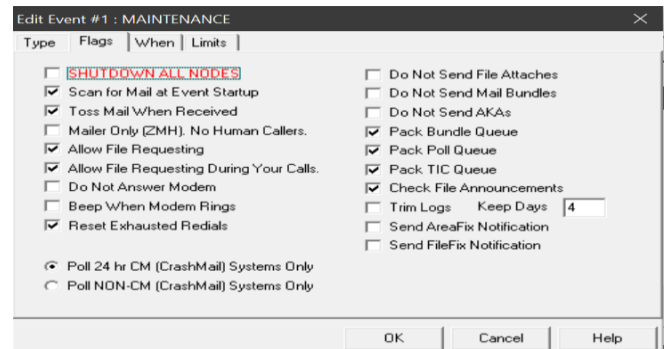 Edit Event #1 : MAINTENANCE
Type Flags When Limits
SHUTDOWN ALL NODES
Scan for Mail at Event Startup
Toss Mail When Received
Mailer Only (ZMH). No Human Callers.
Allow File Requesting
Allow File Requesting During Your Calls.
Do Not Answer Modem
Beep When Modem Rings
Reset Exhausted Redials
Poll 24 hr CM (CrashMail) Systems Only
Poll NON-CM (CrashMail) Systems Only
Do Not Send File Attaches
Do Not Send Mail Bundles
Do Not Send AKAs
Pack Bundle Queue
Pack Poll Queue
Pack TIC Queue
Check File Announcements
Trim Logs Keep Days 4
Send AreaFix Notification
Send FileFix Notification
OK Cancel Help